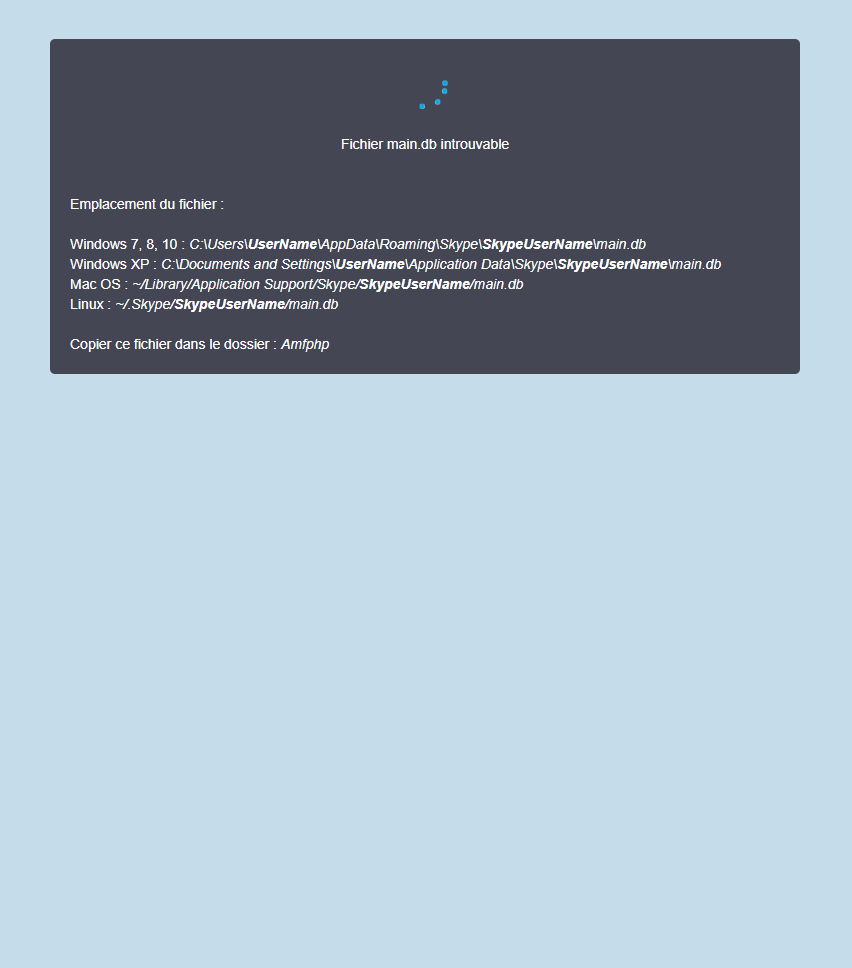 Fichier main.db introuvable
Emplacement du fichier :
Windows 7, 8, 10 : C:\Users\UserName\AppData\Roaming\Skype\SkypeUserName\main.db
Windows XP : C:\Documents and Settings\UserName\Application Data\Skype\SkypeUserName\main.db
Mac OS : ~/Library/Application Support/Skype/SkypeUserName/main.db
Linux : ~/.Skype/SkypeUserName/main.db
Copier ce fichier dans le dossier : Amfphp